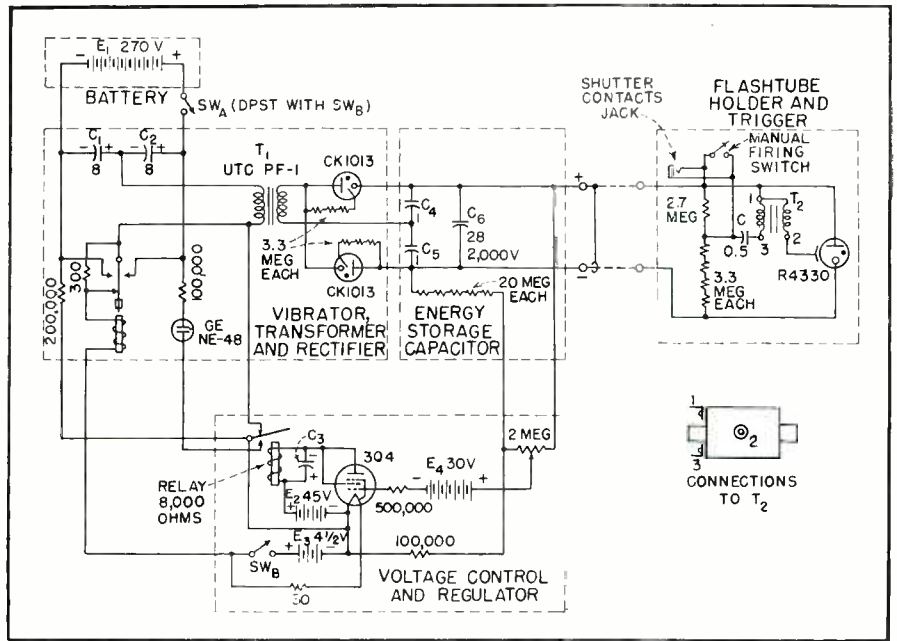 E1 270 V
- +
BATTERY
SWA (DPST WITH SWB)
- C1 +
8
- C2 +
8
T1
UTC PF-1
CK1013
3.3
MEG
EACH
CK1013
VIBRATOR,
TRANSFORMER
AND RECTIFIER
C4
C5
C6
28
2,000V
20 MEG
EACH
ENERGY
STORAGE
CAPACITOR
+
-
SHUTTER
CONTACTS
JACK
FLASHTUBE
HOLDER AND
TRIGGER
MANUAL
FIRING
SWITCH
2.7
MEG
C
0.5
1
T2
3
2
3.3
MEG
EACH
R4330
200,000
300
100,000
GE
NE-48
RELAY
8,000
OHMS
C3
-
+
3Q4
+ E2 45V -
500,000
- E4 30V +
2 MEG
SWB
+ E3 4 1/2V -
100,000
50
VOLTAGE CONTROL
AND REGULATOR
1
2
3
CONNECTIONS
TO T2